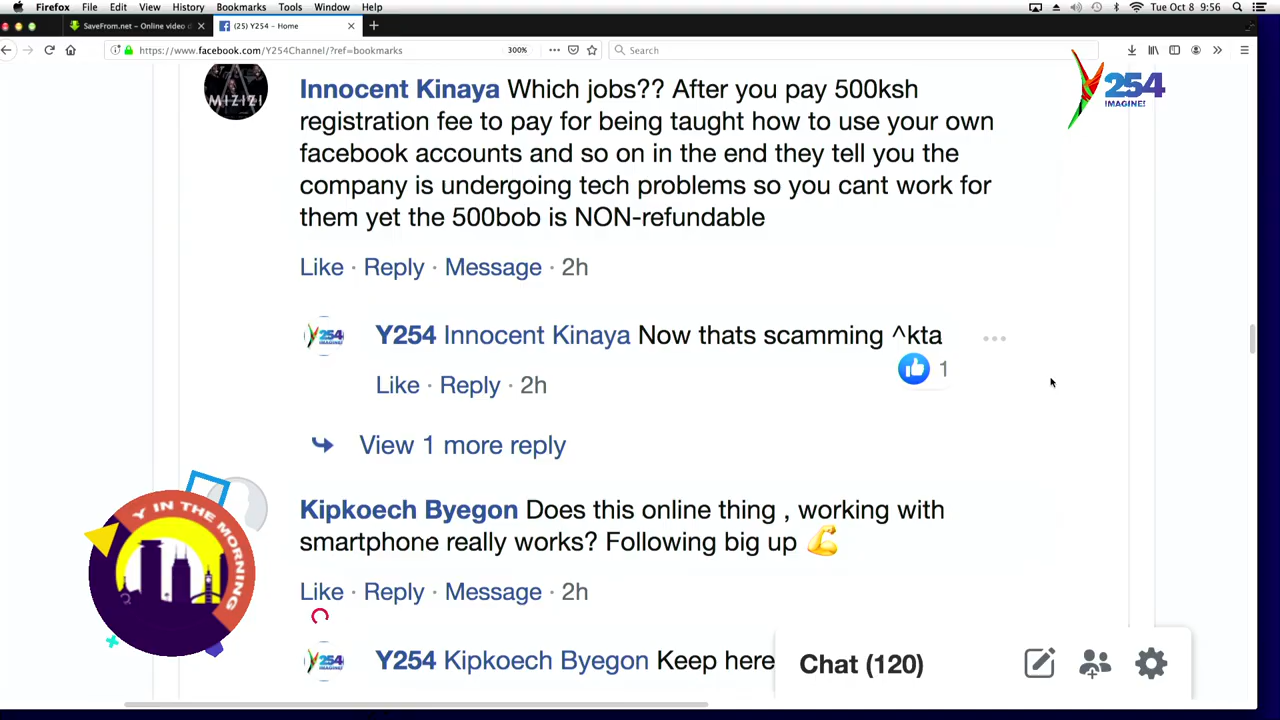 Firefox File Edit View History Bookmarks Tools Window Help Tue Oct 8 9:56
SaveFrom.net – Online video d × (25) Y254 – Home × +
https://www.facebook.com/Y254Channel/?ref=bookmarks 300% Search
MIZIZI
Y254
IMAGINE!
Innocent Kinaya Which jobs?? After you pay 500ksh
registration fee to pay for being taught how to use your own
facebook accounts and so on in the end they tell you the
company is undergoing tech problems so you cant work for
them yet the 500bob is NON-refundable
Like · Reply · Message · 2h
Y254
Y254 Innocent Kinaya Now thats scamming ^kta
1
Like · Reply · 2h
View 1 more reply
Kipkoech Byegon Does this online thing , working with
smartphone really works? Following big up
Like · Reply · Message · 2h
Y IN THE MORNING
Y254
Y254 Kipkoech Byegon Keep here
Chat (120)